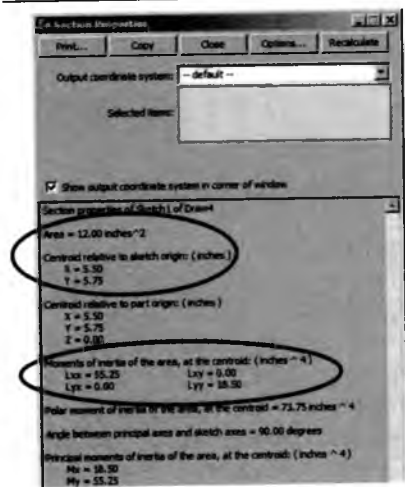 Section Properties
Print... Copy Close Options... Recalculate
Output coordinate system: -- default --
Selected Items:
Show output coordinate system in corner of window
Section properties of Sketch1 of Draw4
Area = 12.00 inches^2
Centroid relative to sketch origin: ( inches )
X = 5.50
Y = 5.75
Centroid relative to part origin: ( inches )
X = 5.50
Y = 5.75
Z = 0.00
Moments of inertia of the area, at the centroid: ( inches ^ 4 )
Lxx = 55.25 Lxy = 0.00
Lyx = 0.00 Lyy = 18.50
Polar moment of inertia of the area, at the centroid = 73.75 inches ^ 4
Angle between principal axes and sketch axes = 90.00 degrees
Principal moments of inertia of the area, at the centroid: ( inches ^ 4 )
Mx = 18.50
My = 55.25